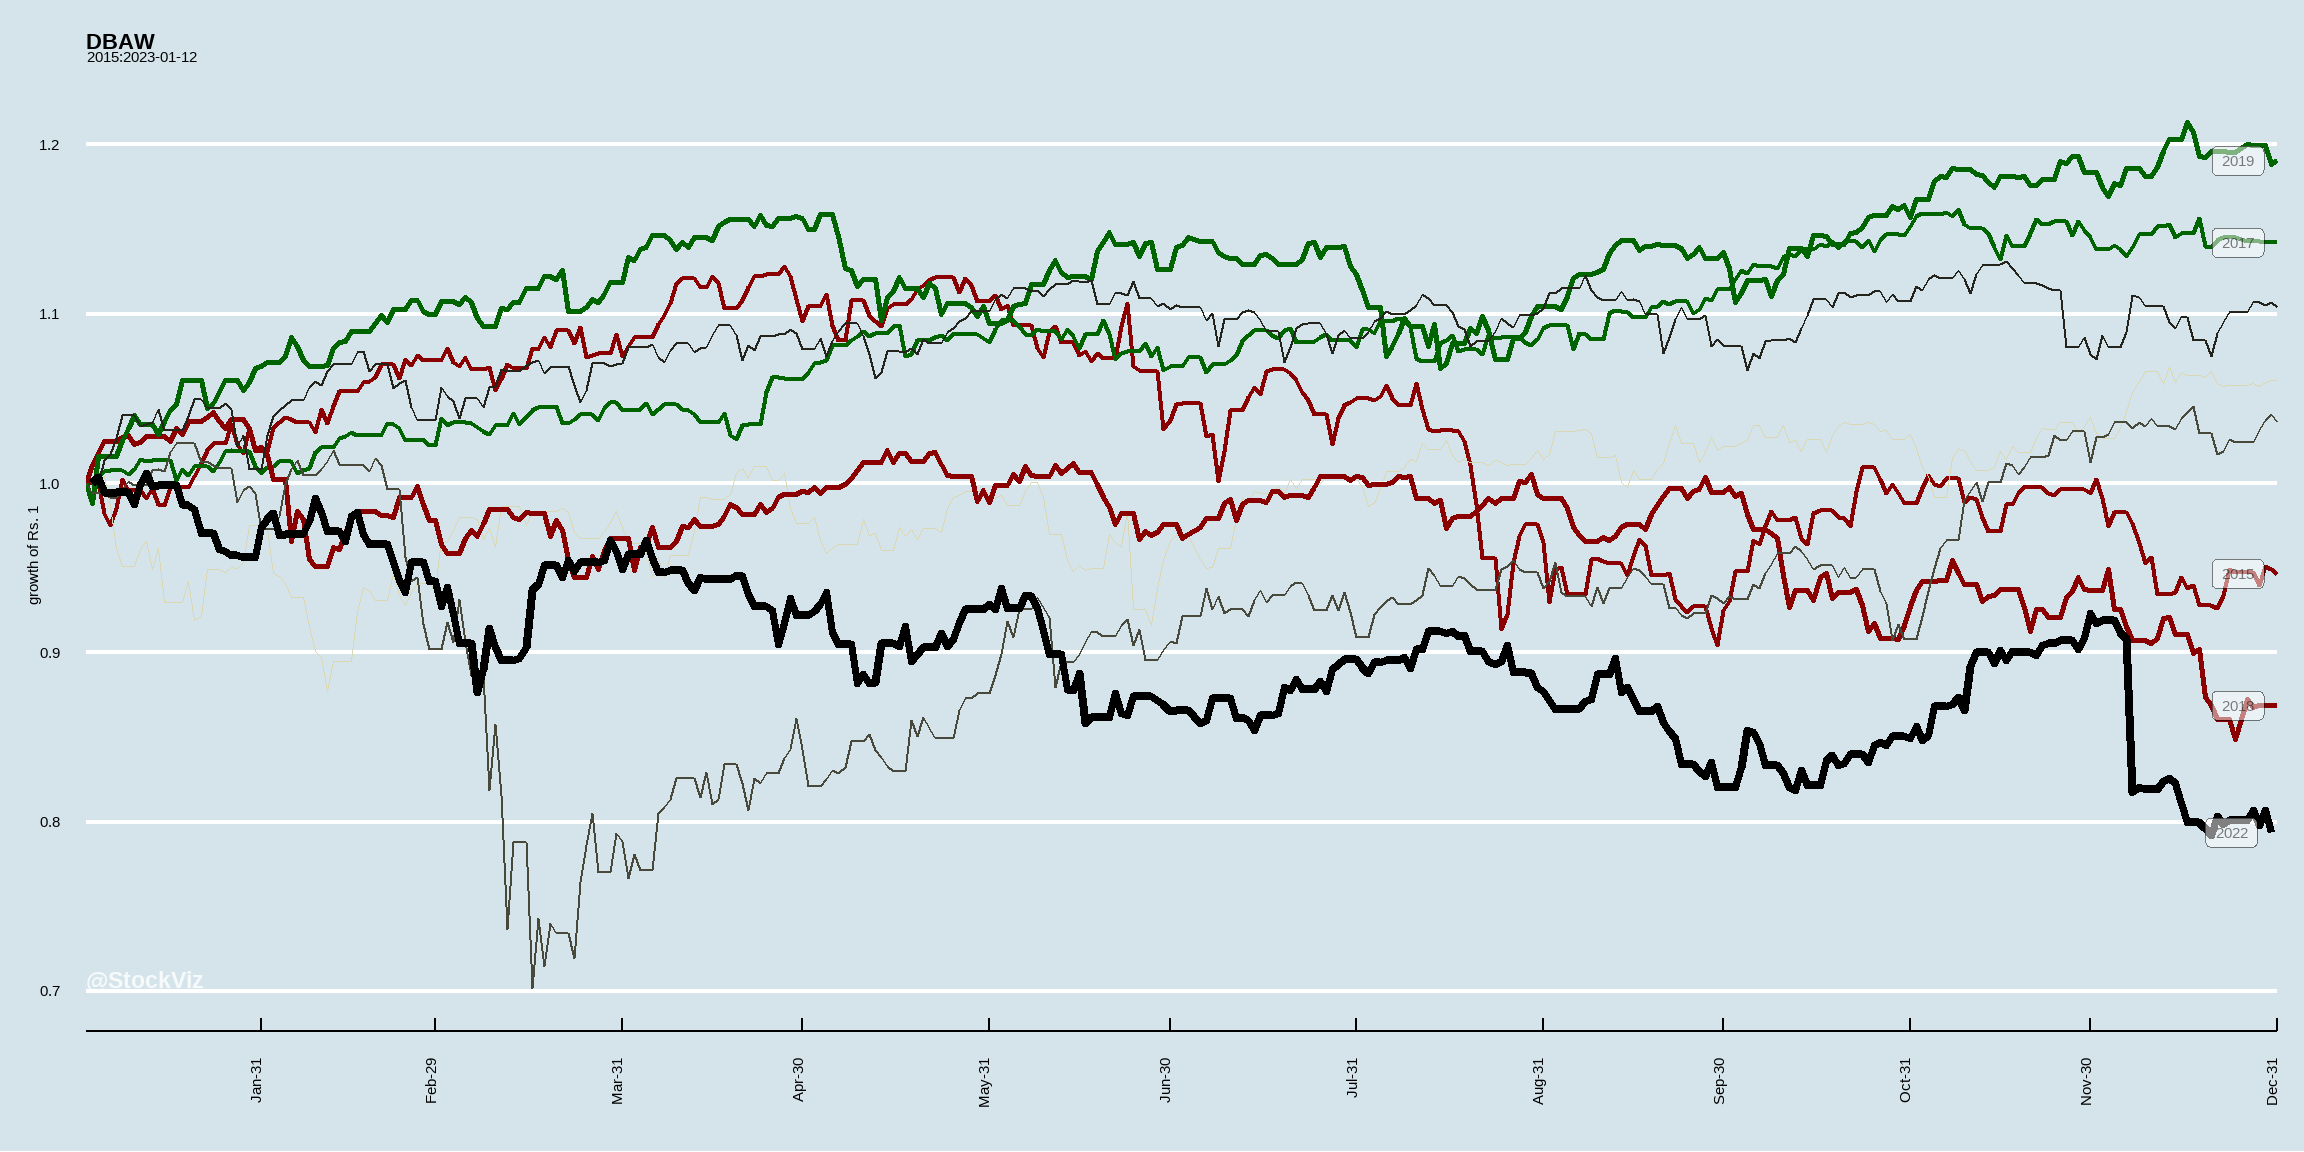 DBAW
2015:2023-01-12
1.2
1.1
1.0
0.9
0.8
0.7
growth of Rs. 1
2019
2017
2015
2018
2022
@StockViz
Jan-31
Feb-29
Mar-31
Apr-30
May-31
Jun-30
Jul-31
Aug-31
Sep-30
Oct-31
Nov-30
Dec-31